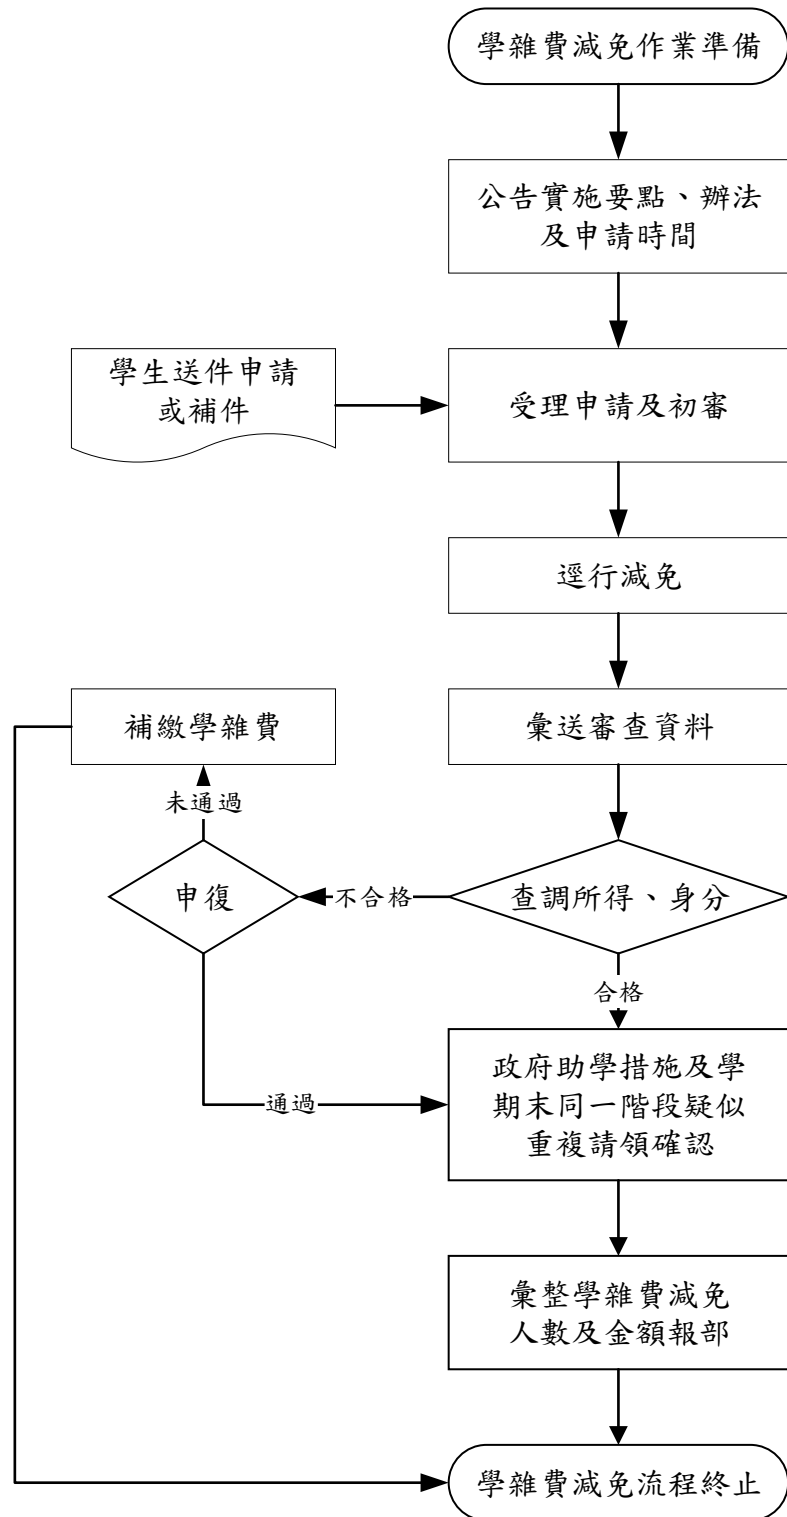 學雜費減免作業準備
公告實施要點、辦法
及申請時間
學生送件申請
或補件
受理申請及初審
逕行減免
補繳學雜費
彙送審查資料
未通過
申復
不合格
查調所得、身分
合格
通過
政府助學措施及學
期末同一階段疑似
重複請領確認
彙整學雜費減免
人數及金額報部
學雜費減免流程終止